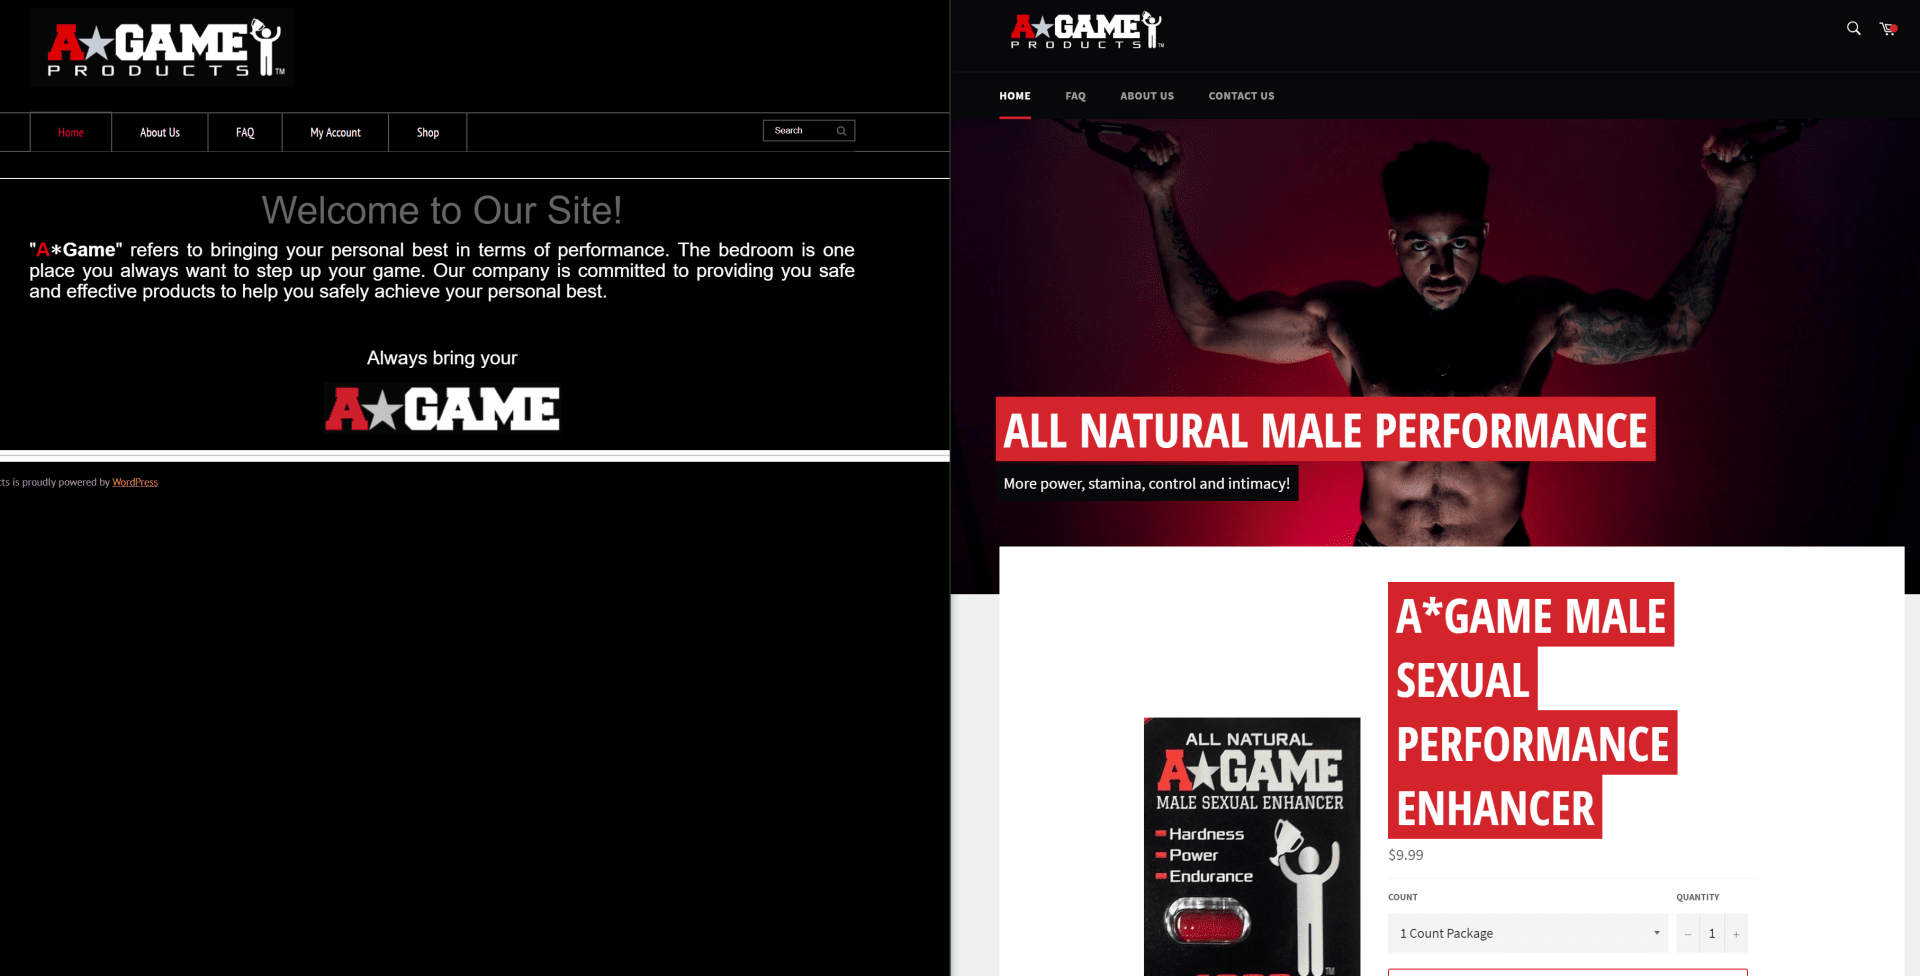 A★GAME
PRODUCTS™
Home
About Us
FAQ
My Account
Shop
Search
Welcome to Our Site!
"A*Game" refers to bringing your personal best in terms of performance. The bedroom is one
place you always want to step up your game. Our company is committed to providing you safe
and effective products to help you safely achieve your personal best.
Always bring your
A★GAME
cts is proudly powered by WordPress
A★GAME
PRODUCTS™
HOME
FAQ
ABOUT US
CONTACT US
ALL NATURAL MALE PERFORMANCE
More power, stamina, control and intimacy!
ALL NATURAL
A★GAME
MALE SEXUAL ENHANCER
Hardness
Power
Endurance
TM
A*GAME MALE
SEXUAL
PERFORMANCE
ENHANCER
$9.99
COUNT
QUANTITY
1 Count Package
− 1 +